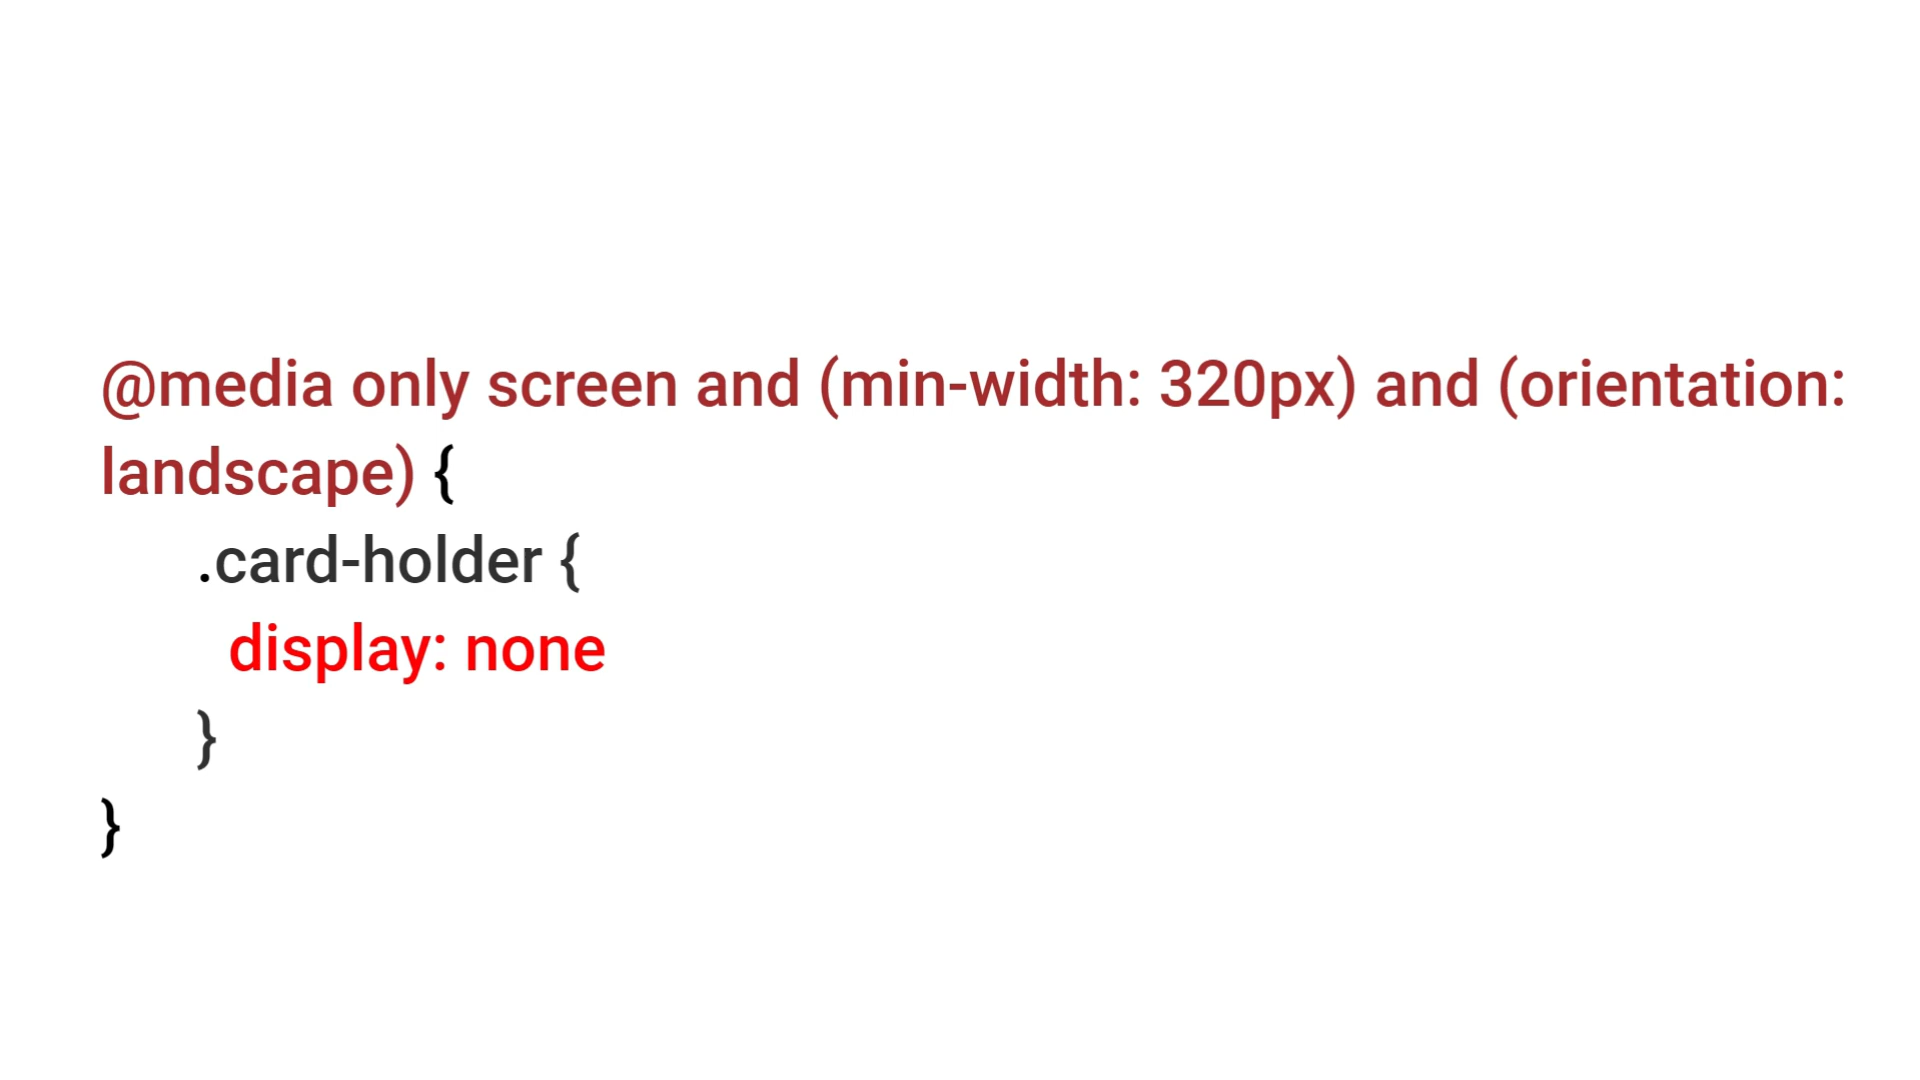 @media only screen and (min-width: 320px) and (orientation:
landscape) {
.card-holder {
display: none
}
}